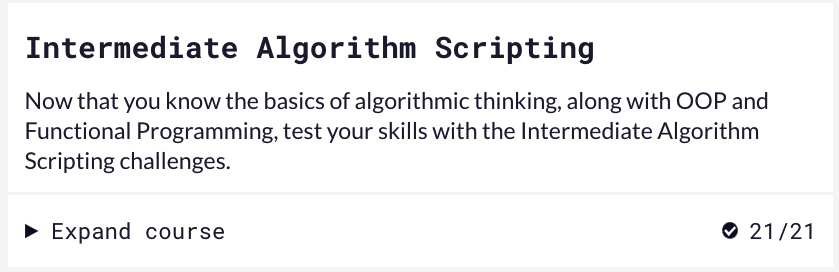 Intermediate Algorithm Scripting
Now that you know the basics of algorithmic thinking, along with OOP and
Functional Programming, test your skills with the Intermediate Algorithm
Scripting challenges.
Expand course
21/21